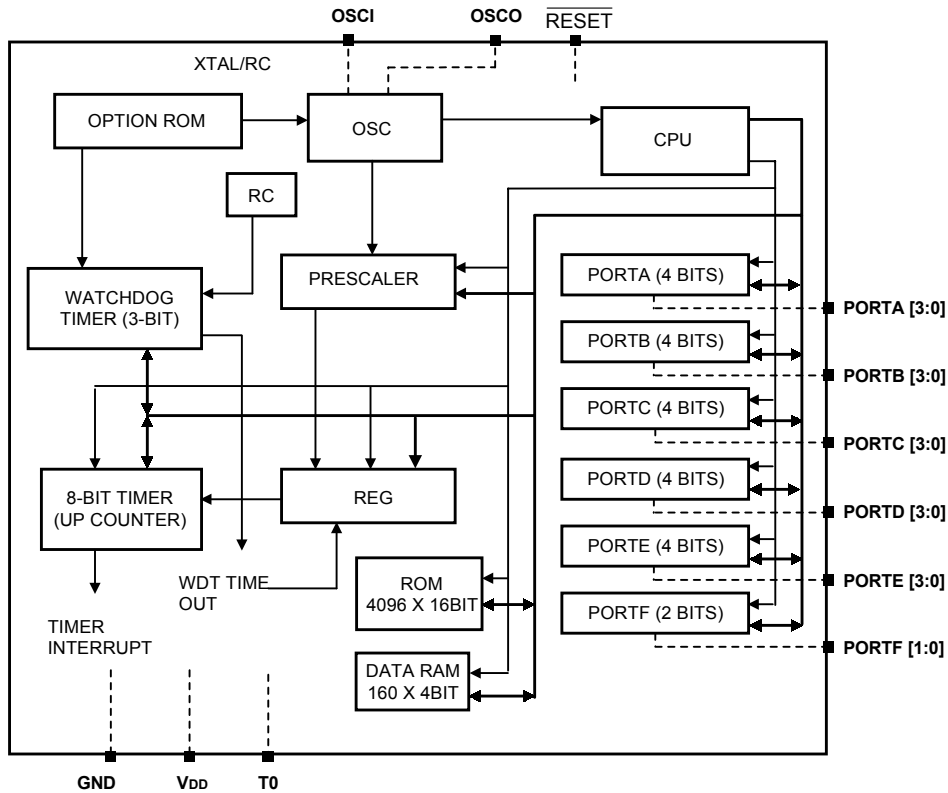 OSCI
OSCO
RESET
XTAL/RC
OPTION ROM
OSC
CPU
RC
WATCHDOG
TIMER (3-BIT)
PRESCALER
PORTA (4 BITS)
PORTA [3:0]
PORTB (4 BITS)
PORTB [3:0]
PORTC (4 BITS)
PORTC [3:0]
8-BIT TIMER
(UP COUNTER)
REG
PORTD (4 BITS)
PORTD [3:0]
WDT TIME
OUT
ROM
4096 X 16BIT
PORTE (4 BITS)
PORTE [3:0]
TIMER
INTERRUPT
DATA RAM
160 X 4BIT
PORTF (2 BITS)
PORTF [1:0]
GND
VDD
T0